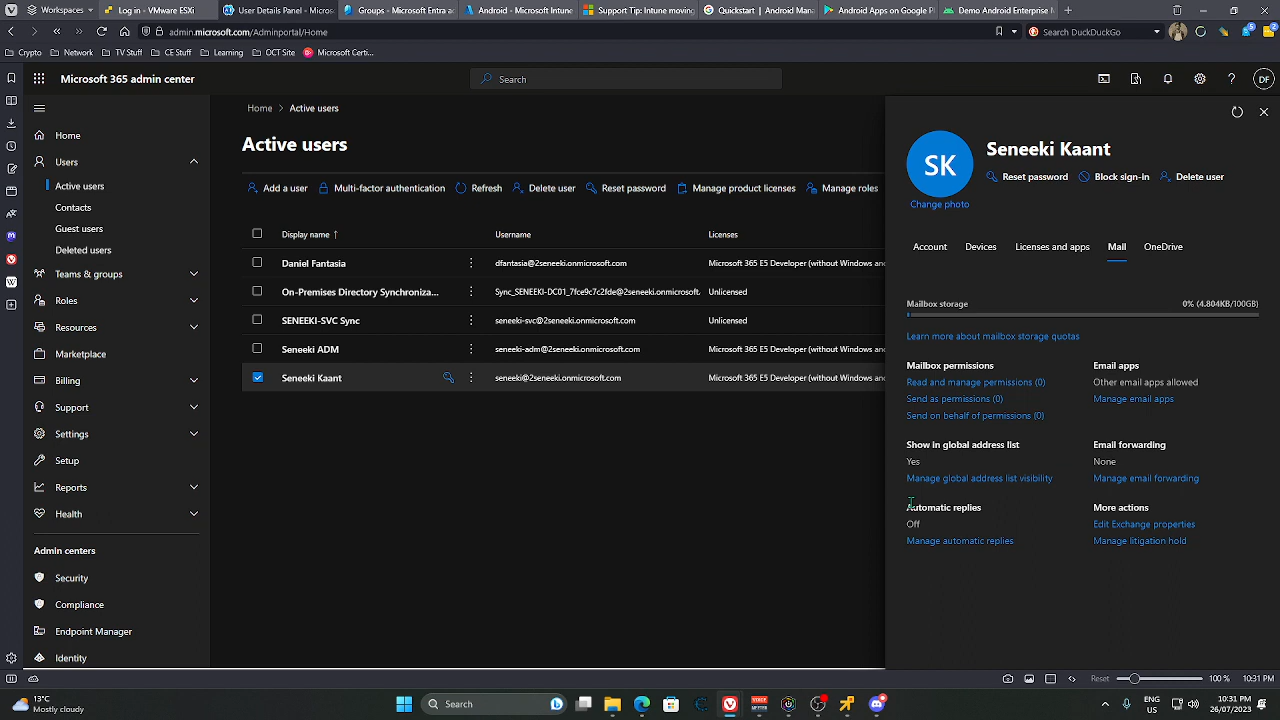 Workspaces
Log in - VMware ESXi
User Details Panel - Micros
Groups - Microsoft Entra a
Android - Microsoft Intune
Support Tip: Intune movin
Quickstart | Android Ma
Android Apps on Google P
Demo Android Enterprise f
admin.microsoft.com/Adminportal/Home
Search DuckDuckGo
Crypto
Network
TV Stuff
CE Stuff
Learning
OCT Site
Microsoft Certi...
Microsoft 365 admin center
Search
DF
Home
Users
Active users
Contacts
Guest users
Deleted users
Teams & groups
Roles
Resources
Marketplace
Billing
Support
Settings
Setup
Reports
Health
Admin centers
Security
Compliance
Endpoint Manager
Identity
Home > Active users
Active users
Add a user
Multi-factor authentication
Refresh
Delete user
Reset password
Manage product licenses
Manage roles
Display name ↑
Username
Licenses
Daniel Fantasia
dfantasia@2seneeki.onmicrosoft.com
Microsoft 365 E5 Developer (without Windows an
On-Premises Directory Synchroniza...
Sync_SENEEKI-DC01_7fce9c7c2fde@2seneeki.onmicrosoft.
Unlicensed
SENEEKI-SVC Sync
seneeki-svc@2seneeki.onmicrosoft.com
Unlicensed
Seneeki ADM
seneeki-adm@2seneeki.onmicrosoft.com
Microsoft 365 E5 Developer (without Windows an
Seneeki Kaant
seneeki@2seneeki.onmicrosoft.com
Microsoft 365 E5 Developer (without Windows an
SK
Change photo
Seneeki Kaant
Reset password
Block sign-in
Delete user
Account
Devices
Licenses and apps
Mail
OneDrive
Mailbox storage
0% (4.804KB/100GB)
Learn more about mailbox storage quotas
Mailbox permissions
Read and manage permissions (0)
Send as permissions (0)
Send on behalf of permissions (0)
Email apps
Other email apps allowed
Manage email apps
Show in global address list
Yes
Manage global address list visibility
Email forwarding
None
Manage email forwarding
Automatic replies
Off
Manage automatic replies
More actions
Edit Exchange properties
Manage litigation hold
Reset
100 %
10:31 PM
13°C
Mostly cloudy
Search
ENG
US
10:31 PM
26/07/2023